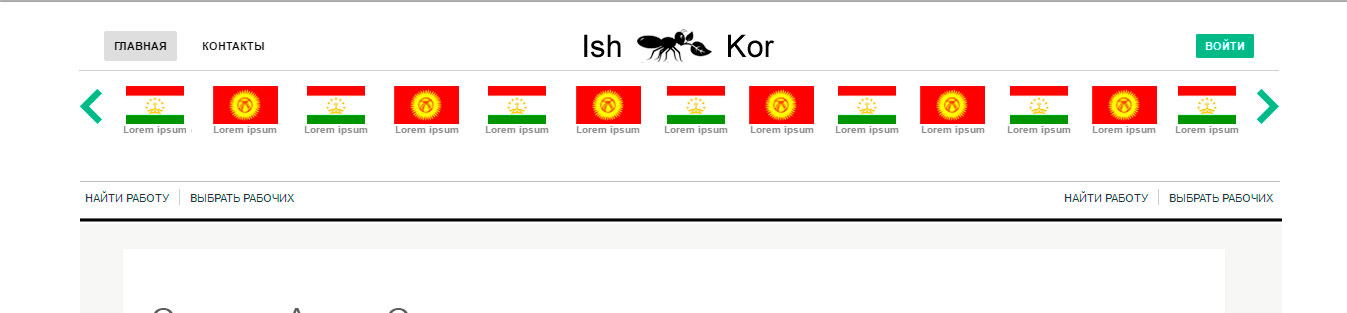 ГЛАВНАЯ КОНТАКТЫ Ish Kor ВОЙТИ
Lorem ipsum Lorem ipsum Lorem ipsum Lorem ipsum Lorem ipsum Lorem ipsum Lorem ipsum Lorem ipsum Lorem ipsum Lorem ipsum Lorem ipsum Lorem ipsum Lorem ipsum
НАЙТИ РАБОТУ ВЫБРАТЬ РАБОЧИХ НАЙТИ РАБОТУ ВЫБРАТЬ РАБОЧИХ